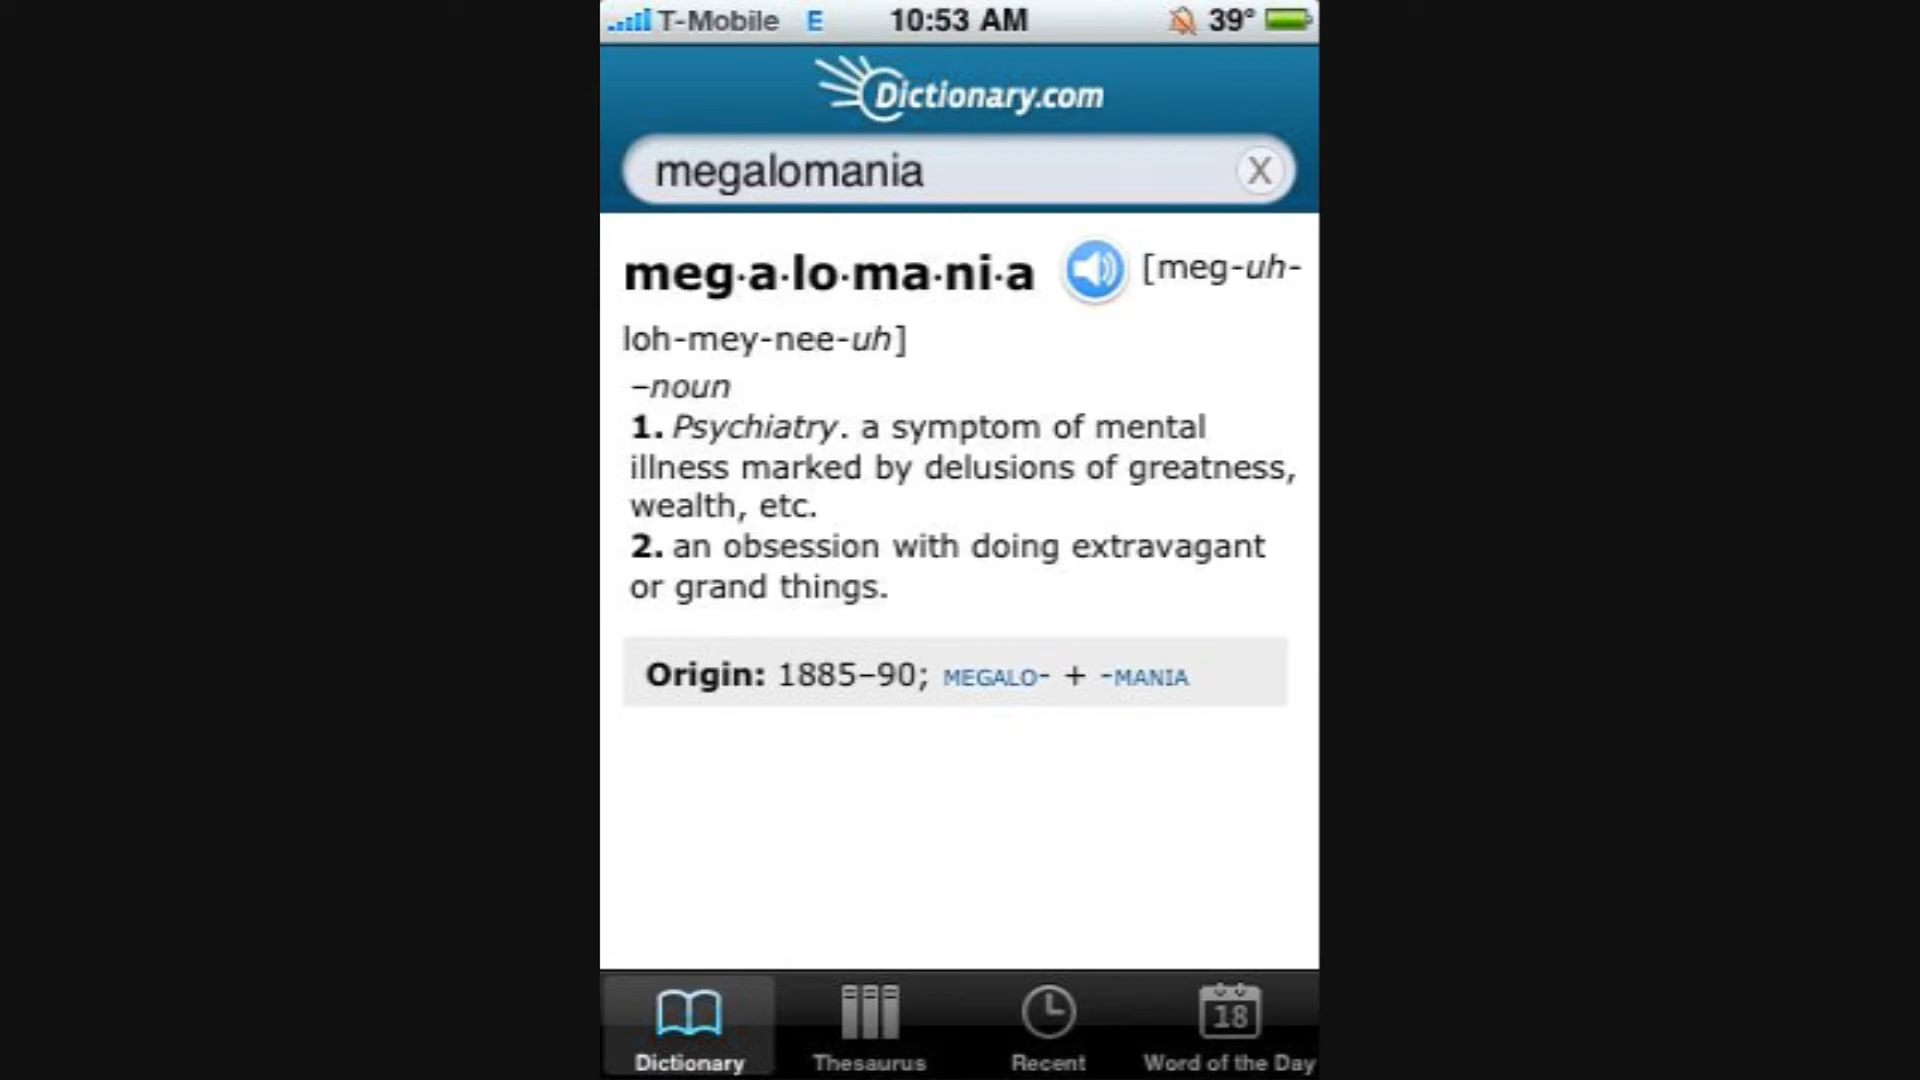 T-Mobile E 10:53 AM 39°
Dictionary.com
megalomania X
meg·a·lo·ma·ni·a [meg-uh-
loh-mey-nee-uh]
–noun
1. Psychiatry. a symptom of mental
illness marked by delusions of greatness,
wealth, etc.
2. an obsession with doing extravagant
or grand things.
Origin: 1885–90; MEGALO- + -MANIA
18
Dictionary Thesaurus Recent Word of the Day